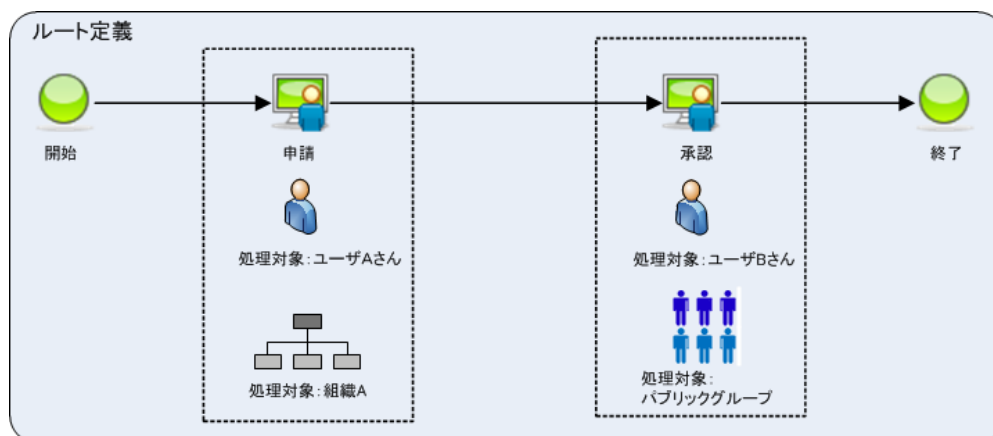 ルート定義
開始
申請
承認
終了
処理対象：ユーザAさん
処理対象：ユーザBさん
処理対象：組織A
処理対象：
パブリックグループ